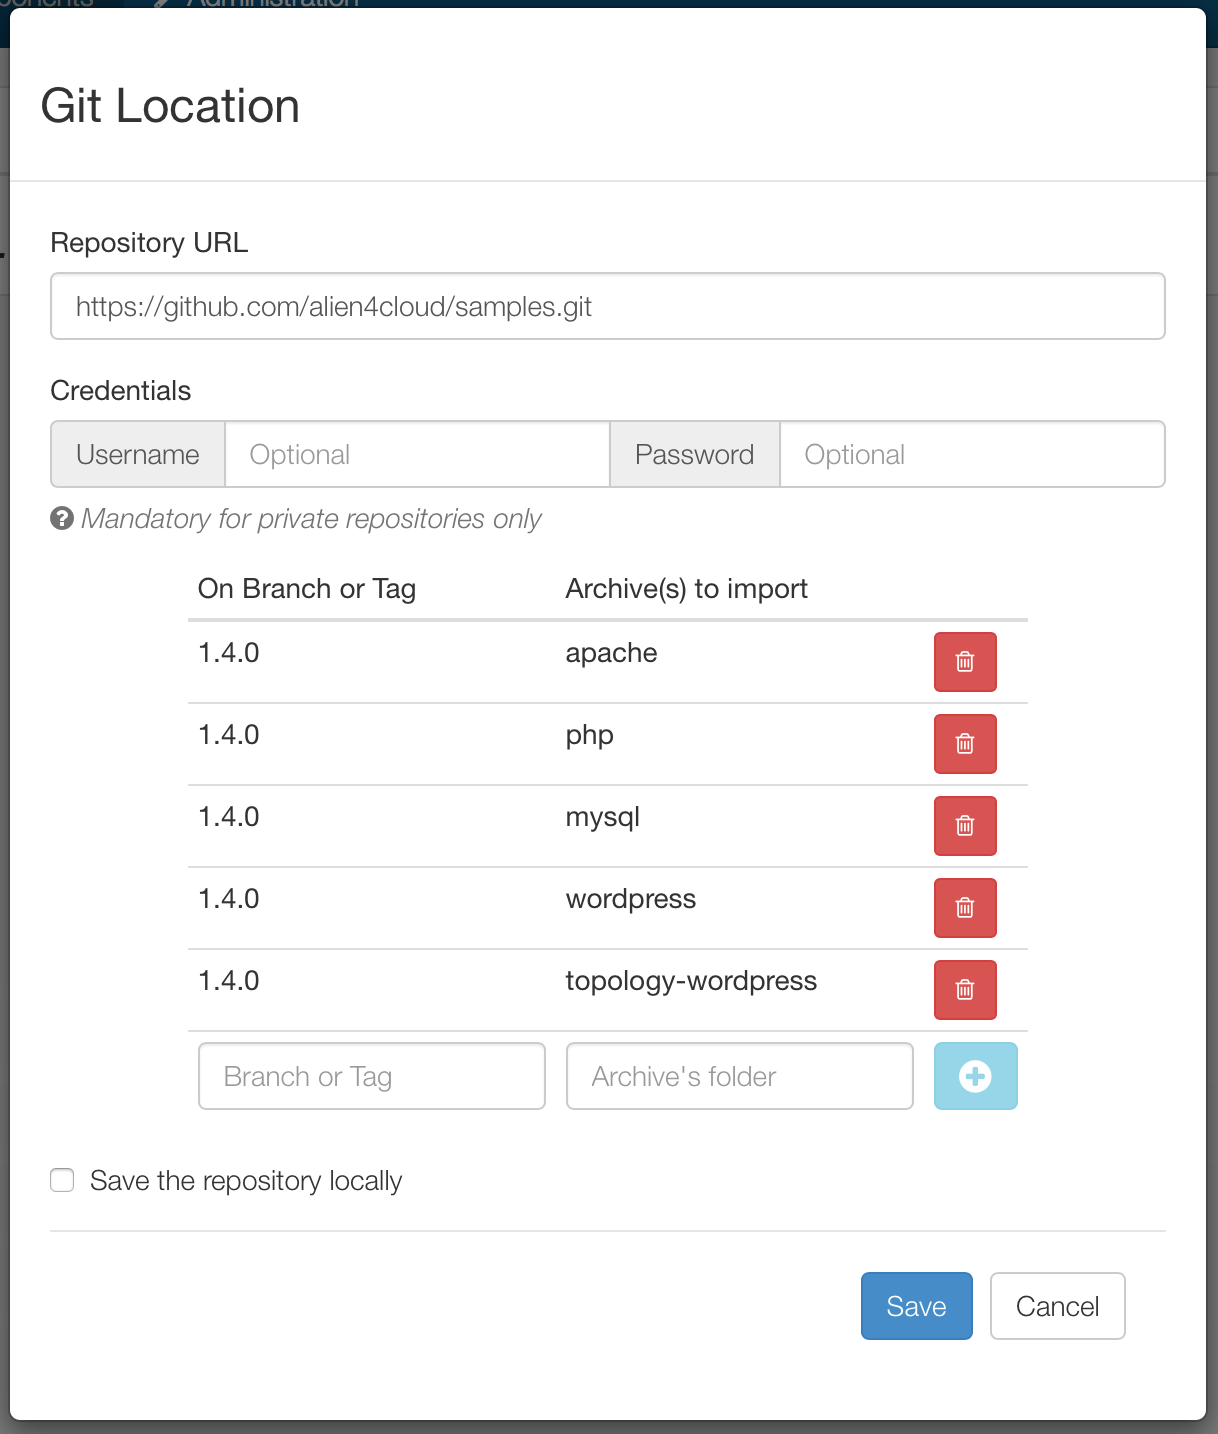 Administration
Git Location
Repository URL
https://github.com/alien4cloud/samples.git
Credentials
Username Optional Password Optional
Mandatory for private repositories only
On Branch or Tag Archive(s) to import
1.4.0 apache
1.4.0 php
1.4.0 mysql
1.4.0 wordpress
1.4.0 topology-wordpress
Branch or Tag Archive's folder
Save the repository locally
Save Cancel